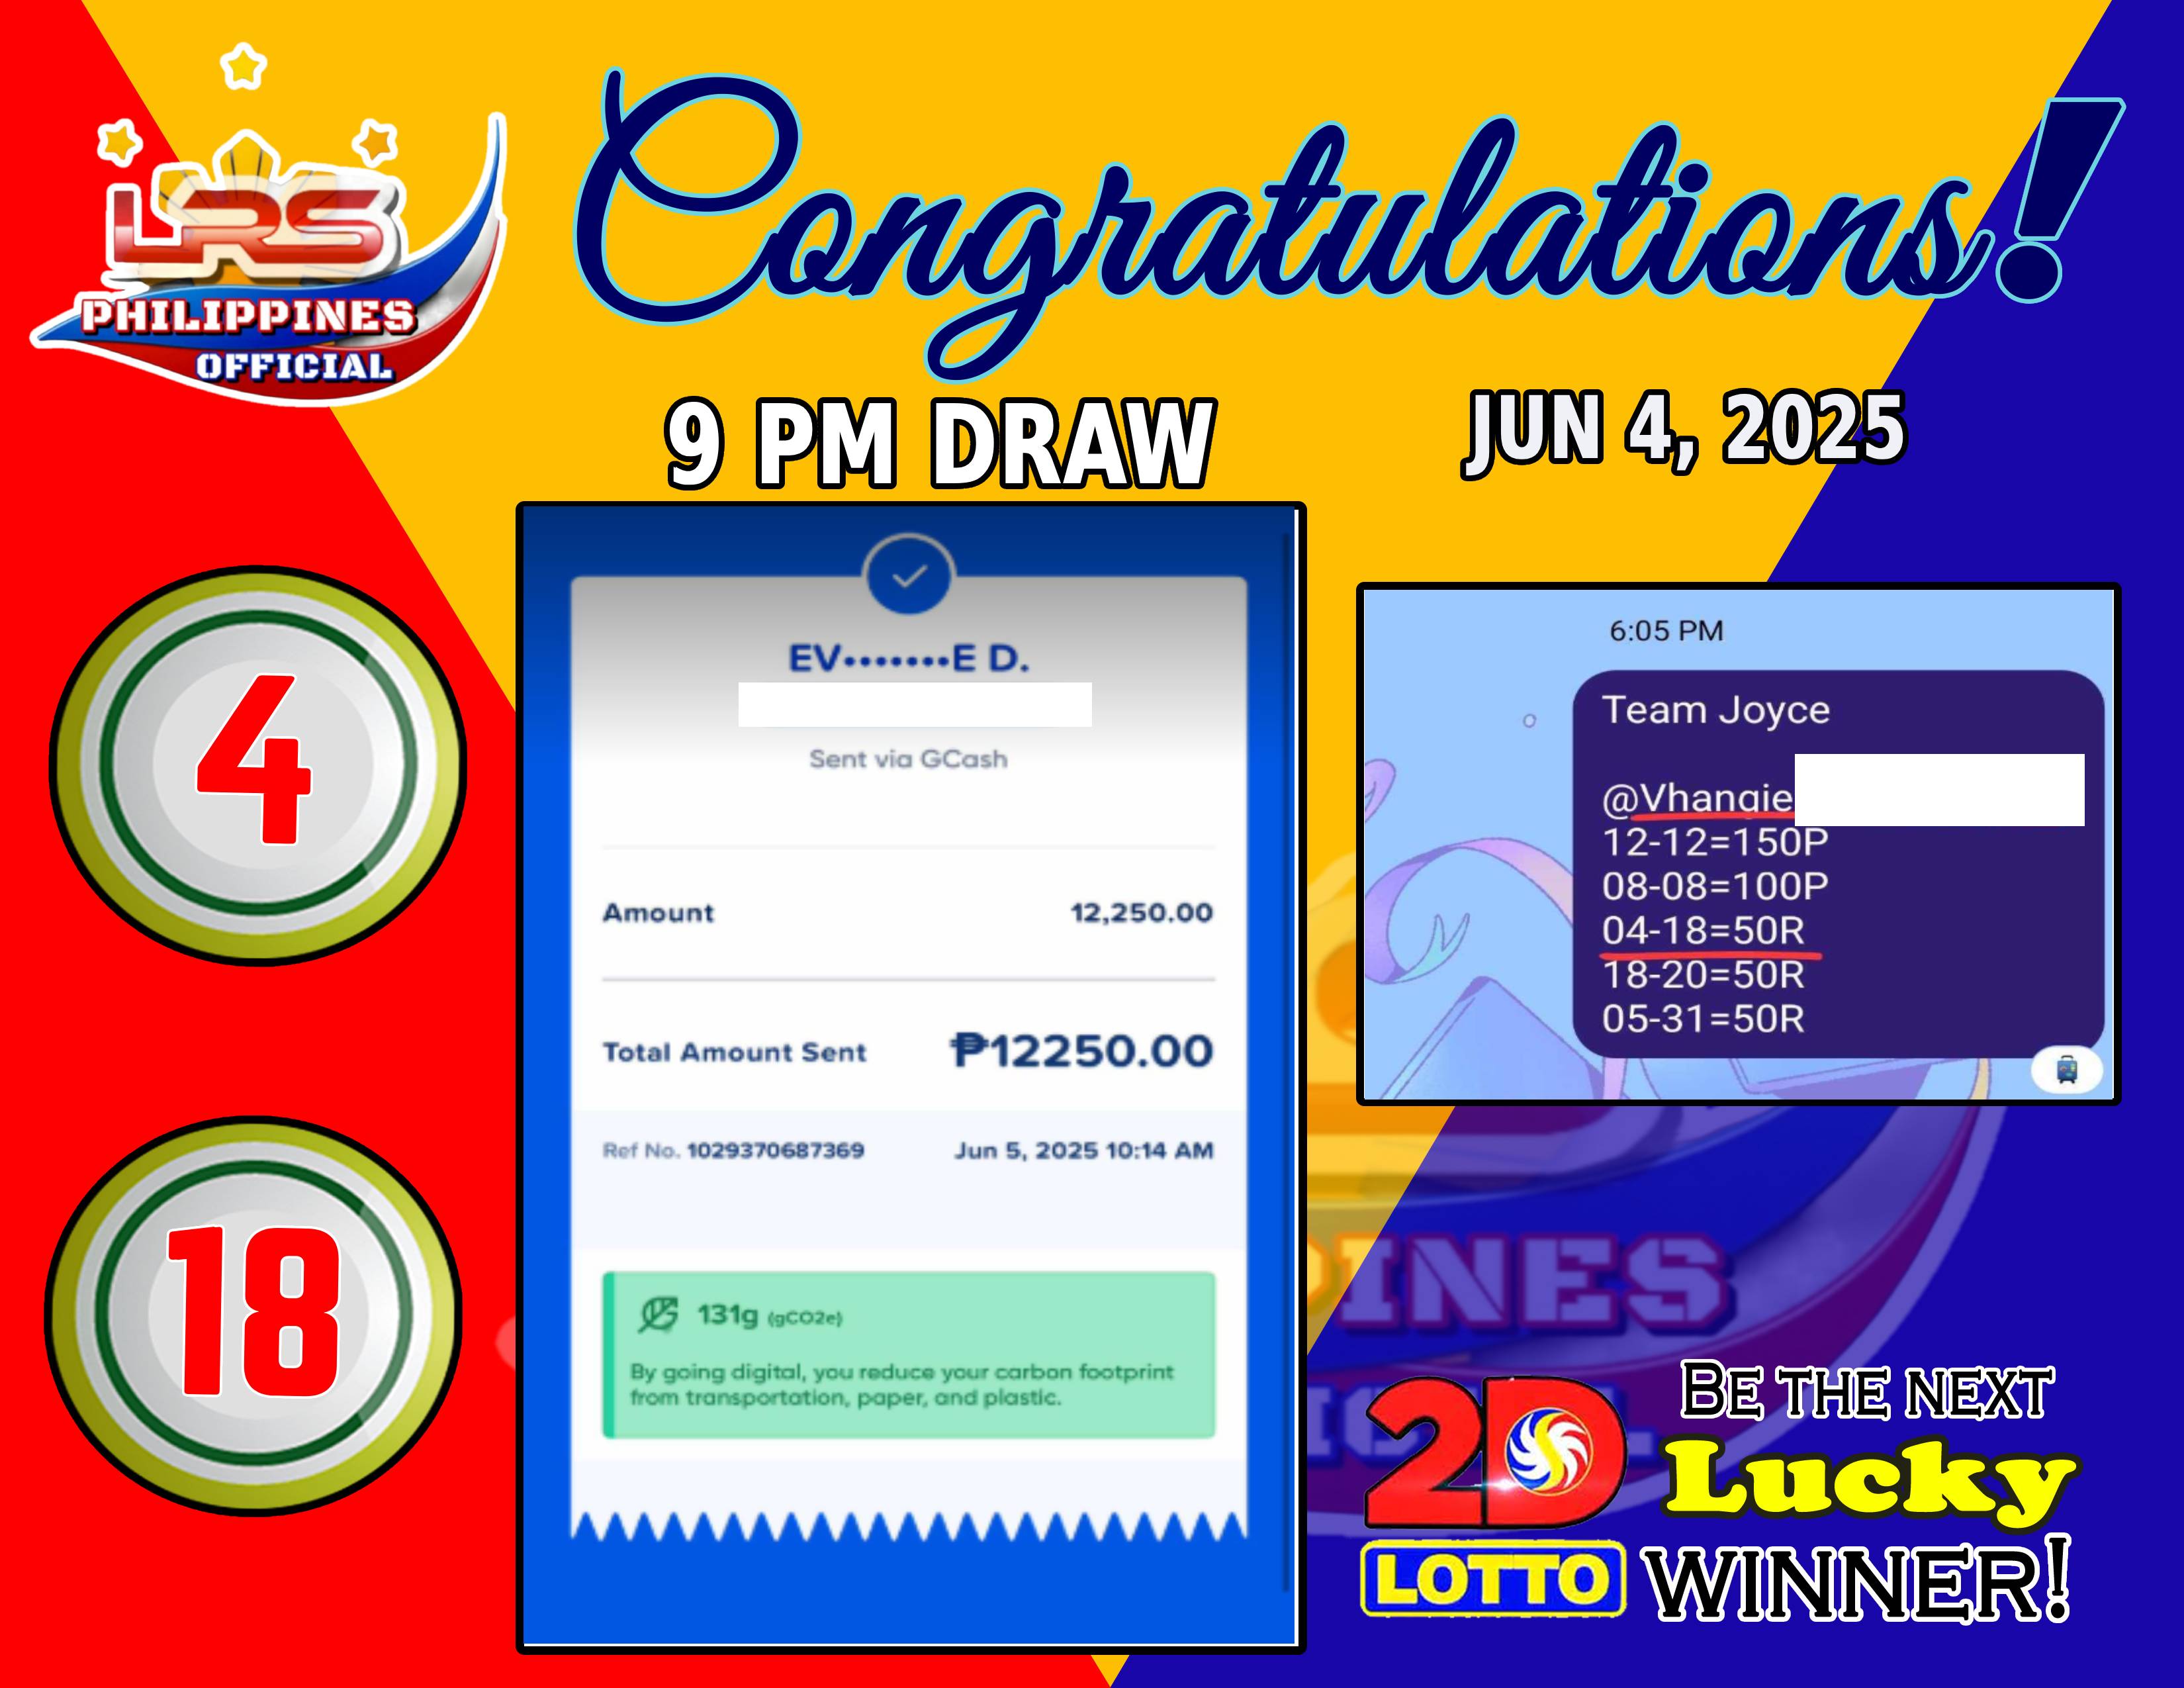 LRS
PHILIPPINES
OFFICIAL
Congratulations!
9 PM DRAW
JUN 4, 2025
4
18
EV•••••••E D.
Sent via GCash
Amount 12,250.00
Total Amount Sent ₱12250.00
Ref No. 1029370687369 Jun 5, 2025 10:14 AM
131g (gCO2e)
By going digital, you reduce your carbon footprint
from transportation, paper, and plastic.
6:05 PM
Team Joyce
@Vhangie
12-12=150P
08-08=100P
04-18=50R
18-20=50R
05-31=50R
PINES
2D
LOTTO
BE THE NEXT
Lucky
WINNER!